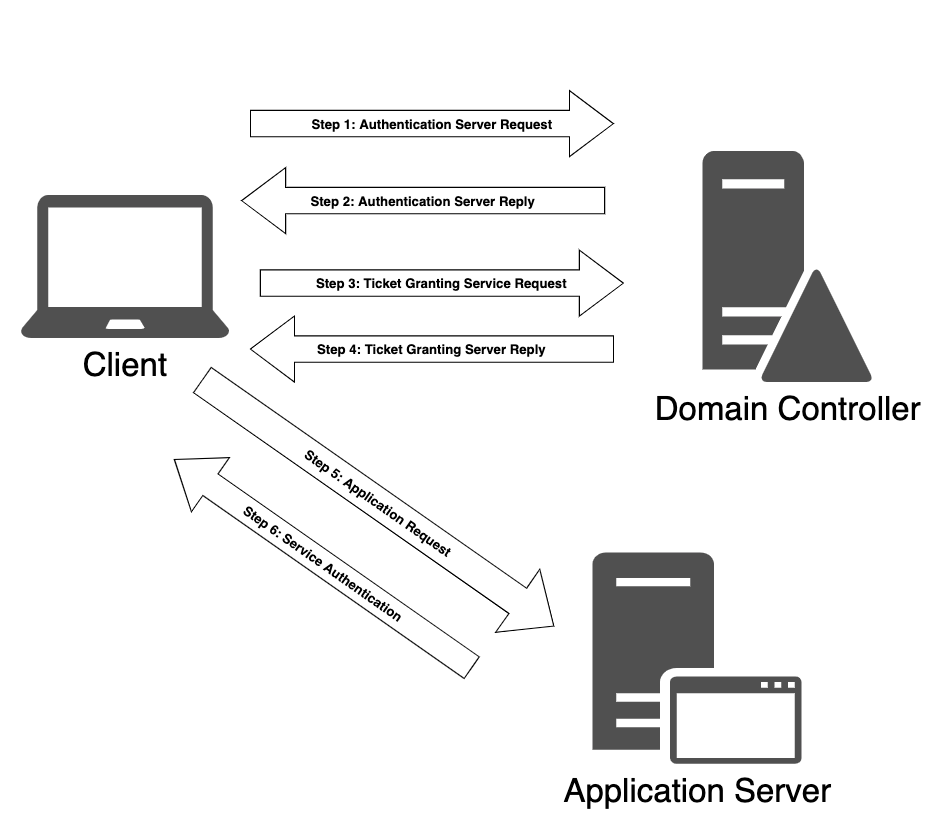 Step 1: Authentication Server Request
Step 2: Authentication Server Reply
Step 3: Ticket Granting Service Request
Step 4: Ticket Granting Server Reply
Client
Domain Controller
Step 5: Application Request
Step 6: Service Authentication
Application Server